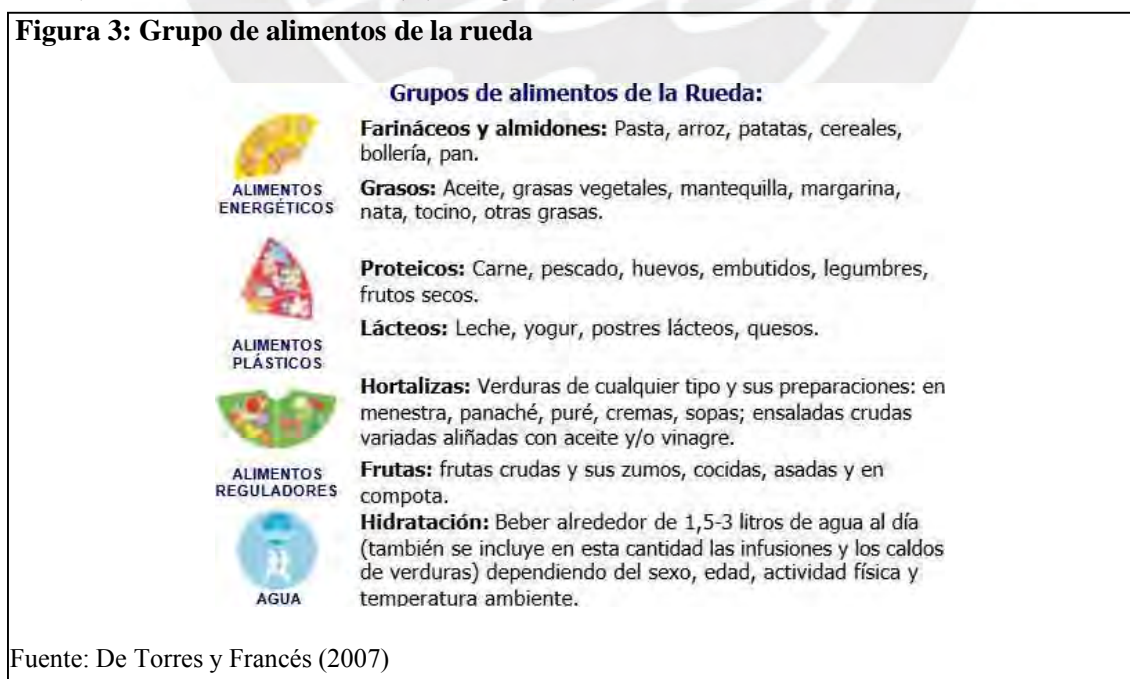 Figura 3: Grupo de alimentos de la rueda
Grupos de alimentos de la Rueda:
ALIMENTOS
ENERGÉTICOS
Farináceos y almidones: Pasta, arroz, patatas, cereales,
bollería, pan.
Grasos: Aceite, grasas vegetales, mantequilla, margarina,
nata, tocino, otras grasas.
ALIMENTOS
PLÁSTICOS
Proteicos: Carne, pescado, huevos, embutidos, legumbres,
frutos secos.
Lácteos: Leche, yogur, postres lácteos, quesos.
ALIMENTOS
REGULADORES
Hortalizas: Verduras de cualquier tipo y sus preparaciones: en
menestra, panaché, puré, cremas, sopas; ensaladas crudas
variadas aliñadas con aceite y/o vinagre.
Frutas: frutas crudas y sus zumos, cocidas, asadas y en
compota.
AGUA
Hidratación: Beber alrededor de 1,5-3 litros de agua al día
(también se incluye en esta cantidad las infusiones y los caldos
de verduras) dependiendo del sexo, edad, actividad física y
temperatura ambiente.
Fuente: De Torres y Francés (2007)